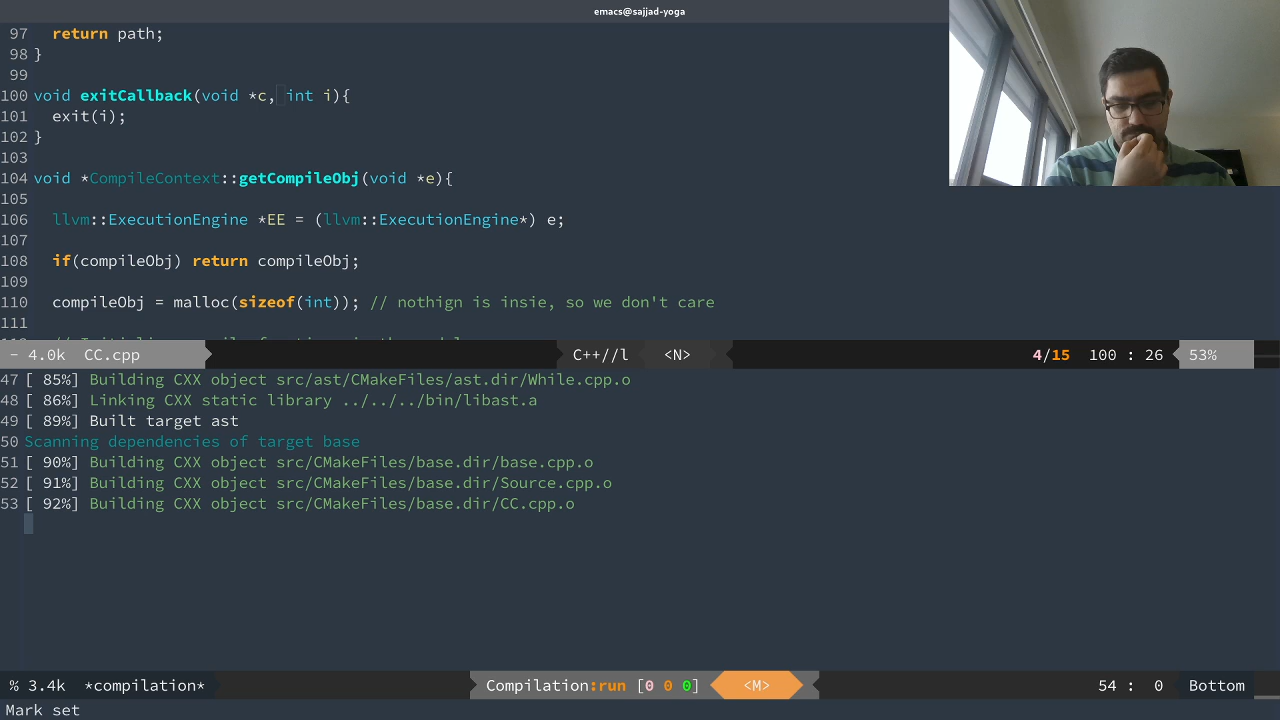 emacs@sajjad-yoga
97 return path;
98 }
99
100 void exitCallback(void *c, int i){
101 exit(i);
102 }
103
104 void *CompileContext::getCompileObj(void *e){
105
106 llvm::ExecutionEngine *EE = (llvm::ExecutionEngine*) e;
107
108 if(compileObj) return compileObj;
109
110 compileObj = malloc(sizeof(int)); // nothign is insie, so we don't care
111
- 4.0k CC.cpp C++//l <N> 4/15 100 : 26 53%
47 [ 85%] Building CXX object src/ast/CMakeFiles/ast.dir/While.cpp.o
48 [ 86%] Linking CXX static library ../../../bin/libast.a
49 [ 89%] Built target ast
50 Scanning dependencies of target base
51 [ 90%] Building CXX object src/CMakeFiles/base.dir/base.cpp.o
52 [ 91%] Building CXX object src/CMakeFiles/base.dir/Source.cpp.o
53 [ 92%] Building CXX object src/CMakeFiles/base.dir/CC.cpp.o
% 3.4k *compilation* Compilation:run [0 0 0] <M> 54 : 0 Bottom
Mark set